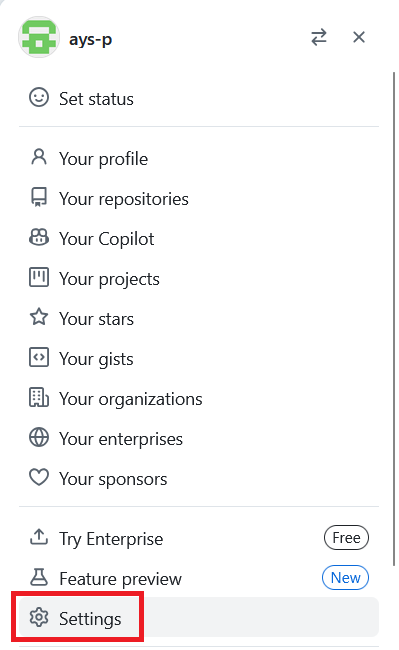 ays-p
Set status
Your profile
Your repositories
Your Copilot
Your projects
Your stars
Your gists
Your organizations
Your enterprises
Your sponsors
Try Enterprise Free
Feature preview New
Settings